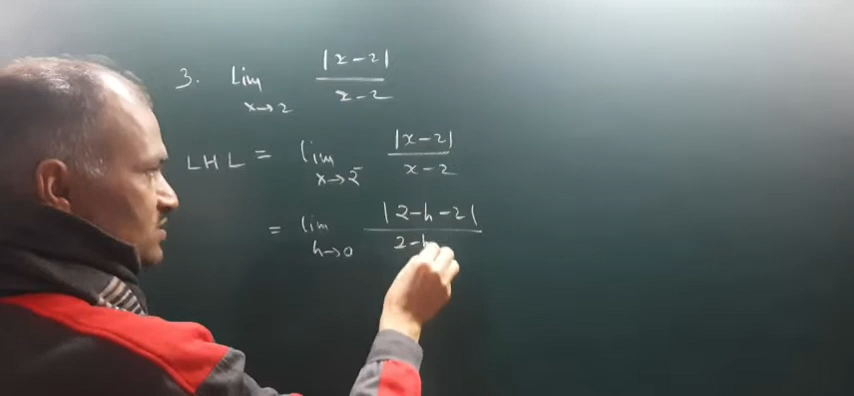 3. Lim |x-2|
x→2 x-2
LHL = lim |x-2|
x→2⁻ x-2
= lim |2-h-2|
h→0 2-h